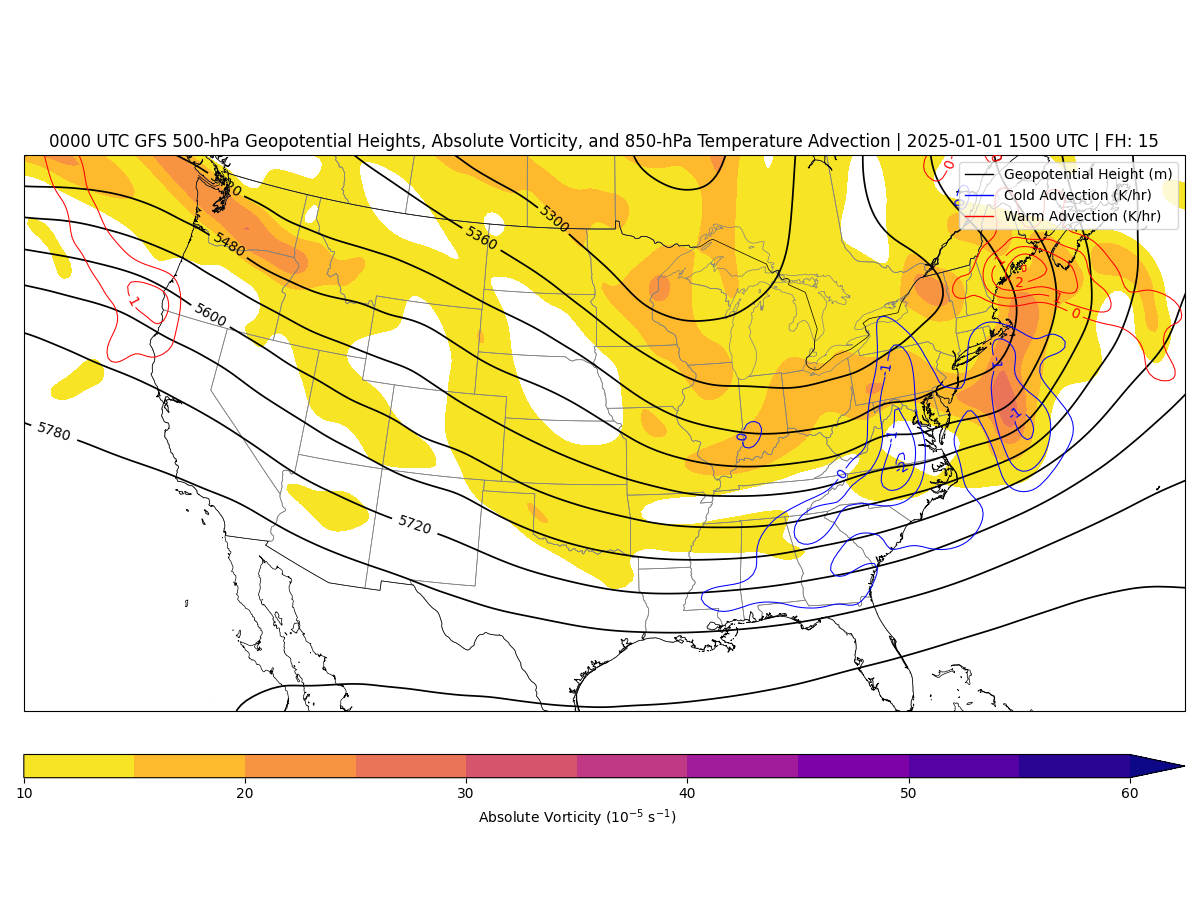 0000 UTC GFS 500-hPa Geopotential Heights, Absolute Vorticity, and 850-hPa Temperature Advection | 2025-01-01 1500 UTC | FH: 15
Geopotential Height (m)
Cold Advection (K/hr)
Warm Advection (K/hr)
5300
5360
5480
5600
5720
5780
1
2
0
0
-1
-1
-2
-1
0
0
10 20 30 40 50 60
Absolute Vorticity (10⁻⁵ s⁻¹)